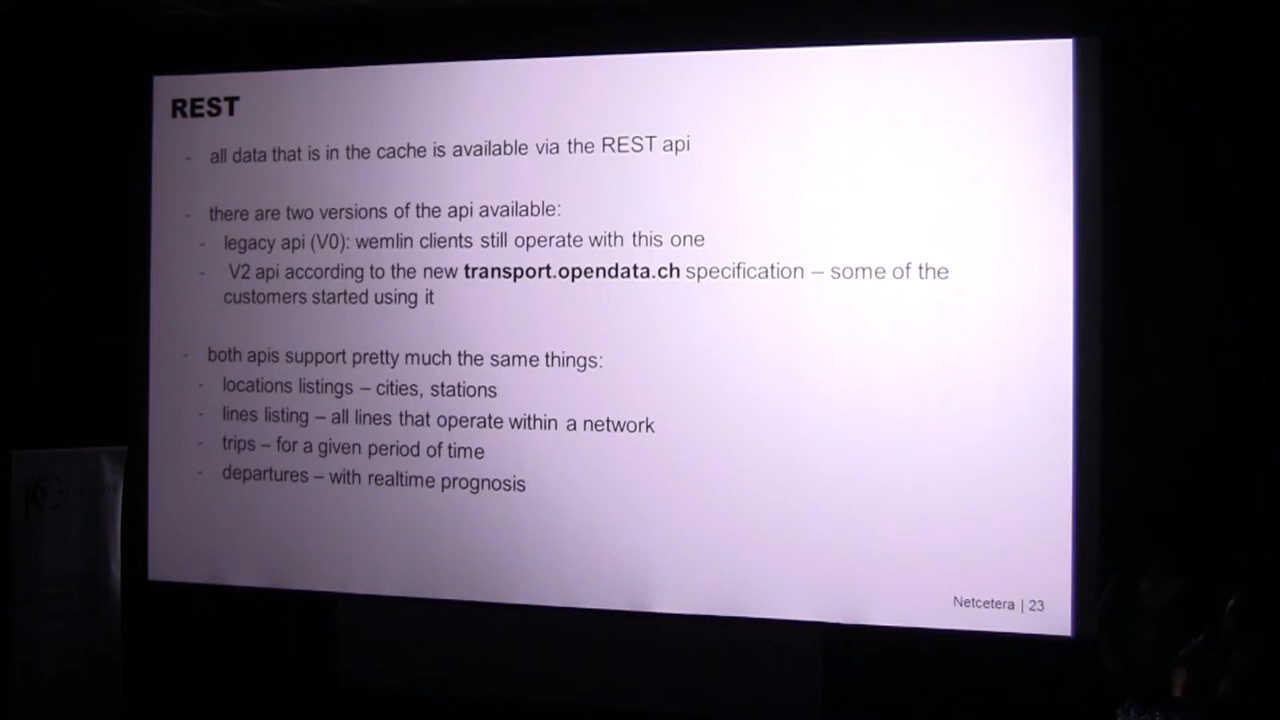 REST
- all data that is in the cache is available via the REST api
- there are two versions of the api available:
- legacy api (V0): wemlin clients still operate with this one
- V2 api according to the new transport.opendata.ch specification – some of the
customers started using it
- both apis support pretty much the same things:
- locations listings – cities, stations
- lines listing – all lines that operate within a network
- trips – for a given period of time
- departures – with realtime prognosis
Netcetera | 23